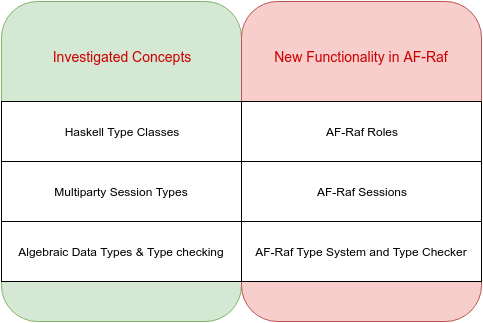 Investigated Concepts
New Functionality in AF-Raf
Haskell Type Classes
AF-Raf Roles
Multiparty Session Types
AF-Raf Sessions
Algebraic Data Types & Type checking
AF-Raf Type System and Type Checker